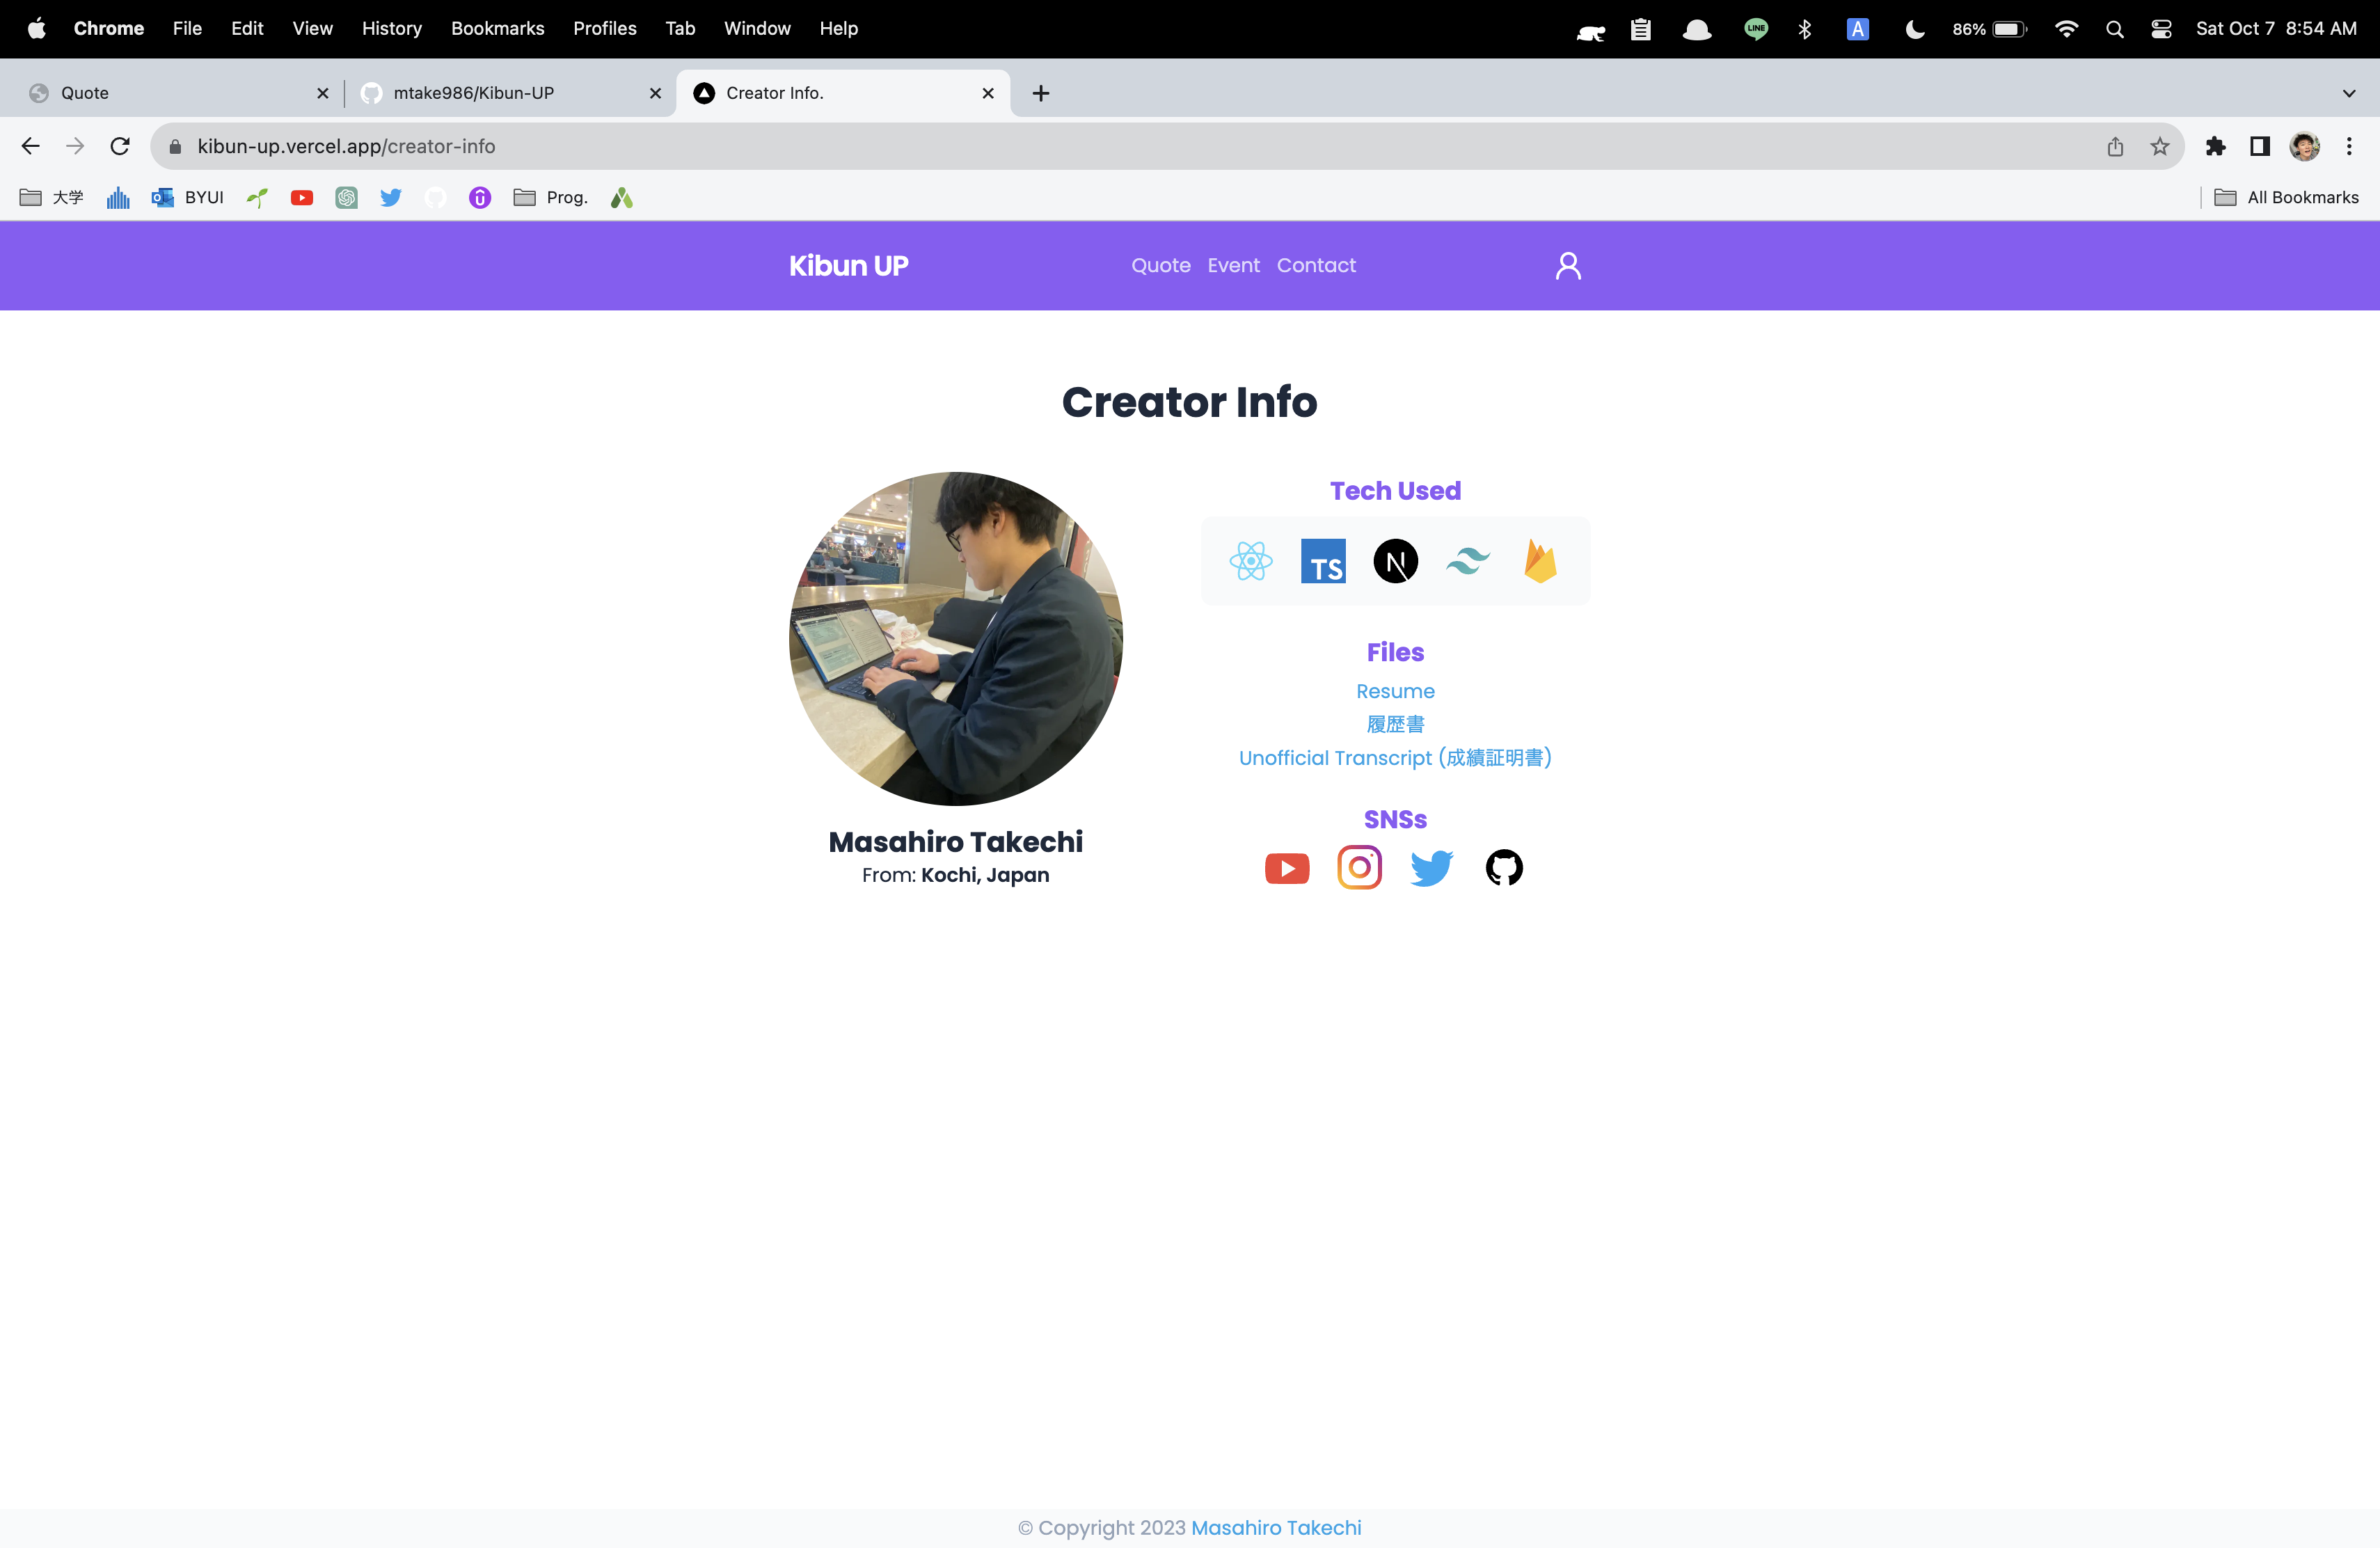 Chrome File Edit View History Bookmarks Profiles Tab Window Help LINE A 86% Sat Oct 7 8:54 AM
Quote mtake986/Kibun-UP Creator Info.
kibun-up.vercel.app/creator-info
大学 BYUI Prog. All Bookmarks
Kibun UP Quote Event Contact
Creator Info
Masahiro Takechi
From: Kochi, Japan
Tech Used
TS N
Files
Resume
履歴書
Unofficial Transcript (成績証明書)
SNSs
© Copyright 2023 Masahiro Takechi